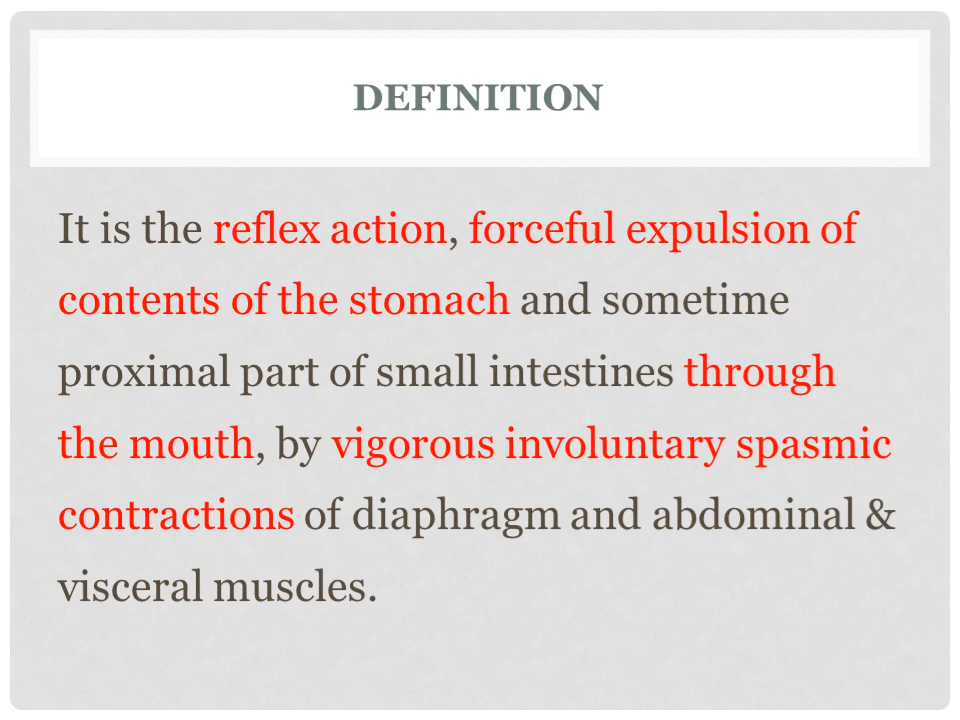 DEFINITION
It is the reflex action, forceful expulsion of
contents of the stomach and sometime
proximal part of small intestines through
the mouth, by vigorous involuntary spasmic
contractions of diaphragm and abdominal &
visceral muscles.